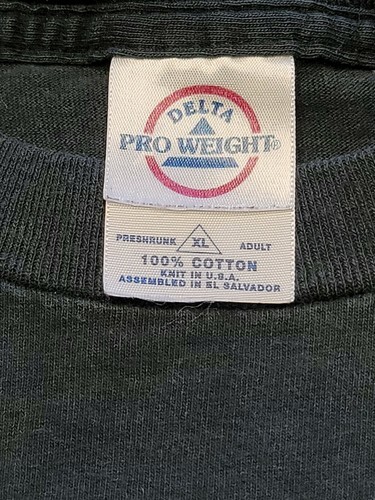 DELTA
PRO WEIGHT®
PRESHRUNK XL ADULT
100% COTTON
KNIT IN U.S.A.
ASSEMBLED IN EL SALVADOR